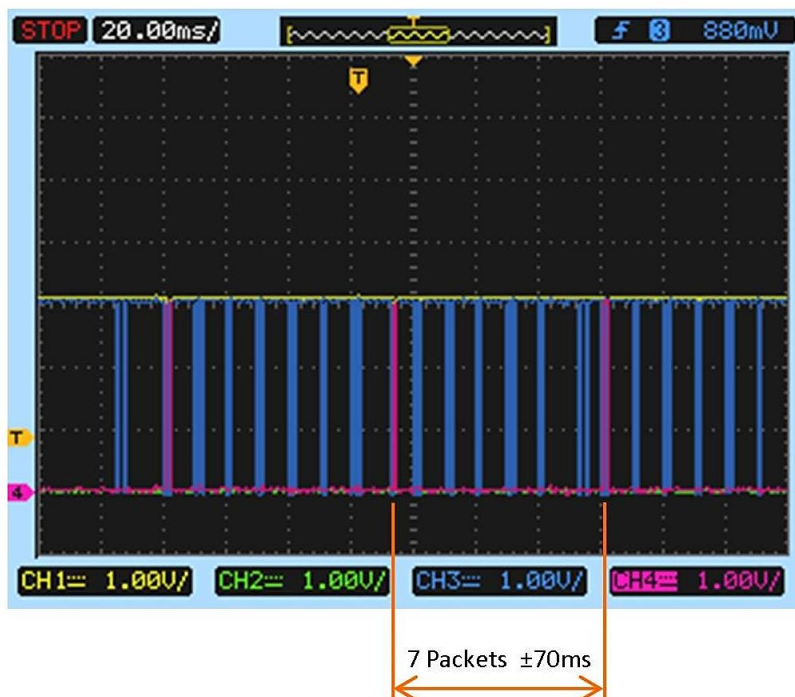 STOP 20.00ms/ T 3 880mV
T
T
4
CH1 1.00V/ CH2 1.00V/ CH3 1.00V/ CH4 1.00V/
7 Packets ±70ms